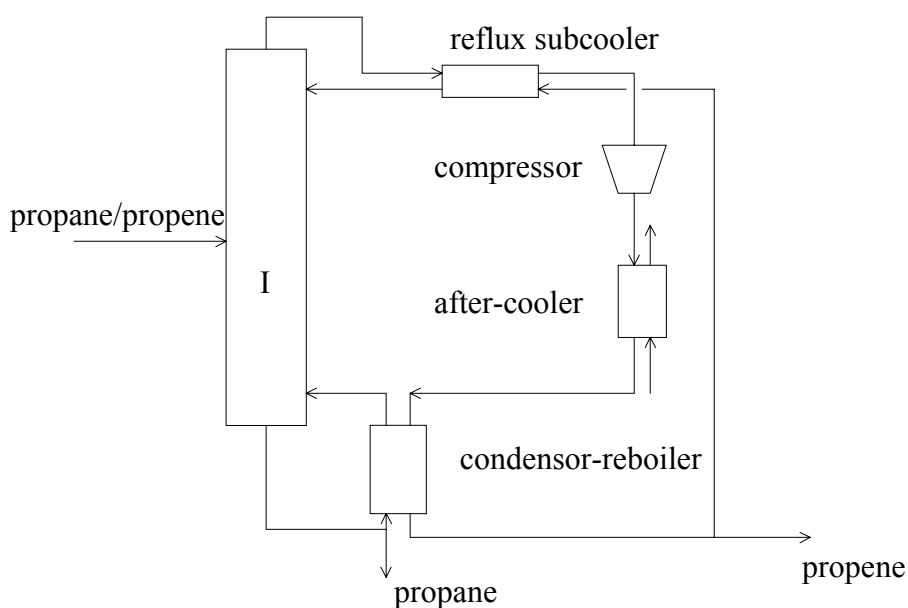 reflux subcooler
compressor
propane/propene
I
after-cooler
condensor-reboiler
propene
propane